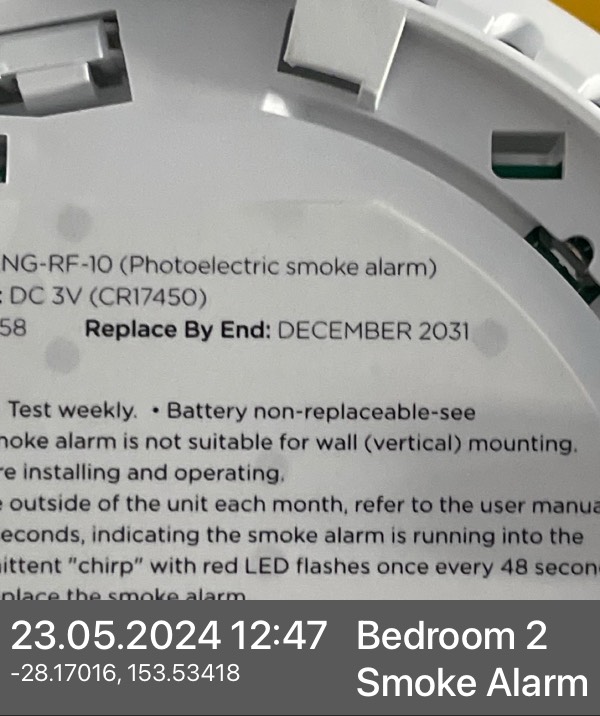 NG-RF-10 (Photoelectric smoke alarm)
: DC 3V (CR17450)
58 Replace By End: DECEMBER 2031
Test weekly. • Battery non-replaceable-see
noke alarm is not suitable for wall (vertical) mounting.
re installing and operating.
e outside of the unit each month, refer to the user manua
econds, indicating the smoke alarm is running into the
ittent "chirp" with red LED flashes once every 48 secon
place the smoke alarm
23.05.2024 12:47
-28.17016, 153.53418
Bedroom 2
Smoke Alarm